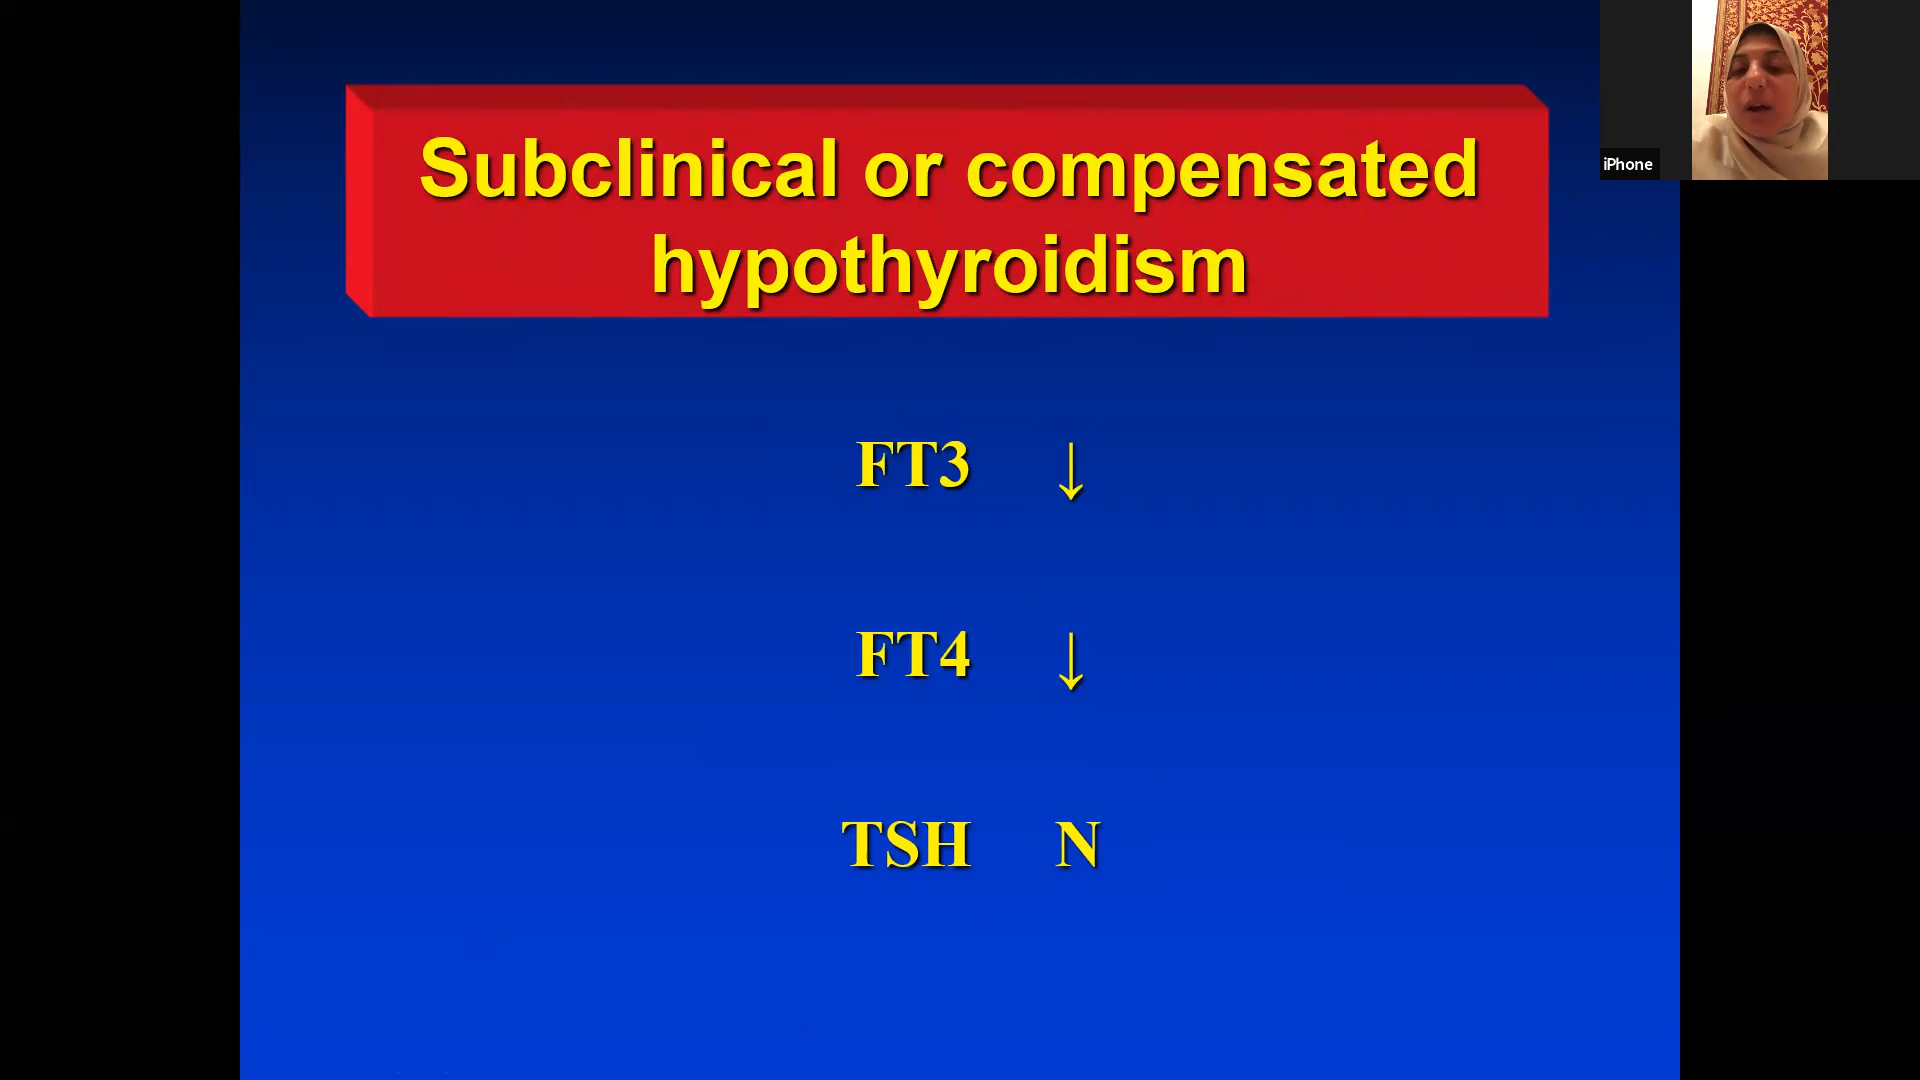 Subclinical or compensated
hypothyroidism
iPhone
FT3 ↓
FT4 ↓
TSH N